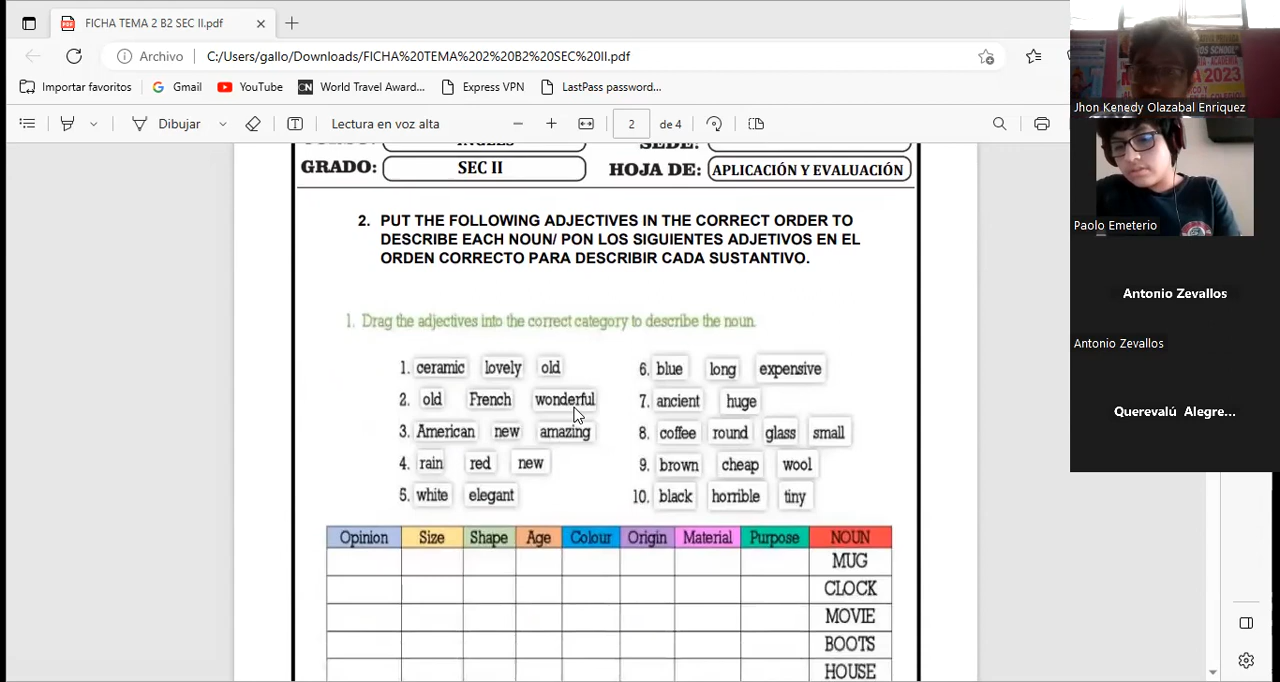 FICHA TEMA 2 B2 SEC II.pdf
Archivo C:/Users/gallo/Downloads/FICHA%20TEMA%202%20B2%20SEC%20II.pdf
Importar favoritos Gmail YouTube World Travel Award... Express VPN LastPass password...
Dibujar Lectura en voz alta 2 de 4
GRADO: SEC II HOJA DE: APLICACIÓN Y EVALUACIÓN
2. PUT THE FOLLOWING ADJECTIVES IN THE CORRECT ORDER TO
DESCRIBE EACH NOUN/ PON LOS SIGUIENTES ADJETIVOS EN EL
ORDEN CORRECTO PARA DESCRIBIR CADA SUSTANTIVO.
1. Drag the adjectives into the correct category to describe the noun.
1. ceramic lovely old
2. old French wonderful
3. American new amazing
4. rain red new
5. white elegant
6. blue long expensive
7. ancient huge
8. coffee round glass small
9. brown cheap wool
10. black horrible tiny
Opinion Size Shape Age Colour Origin Material Purpose NOUN
MUG
CLOCK
MOVIE
BOOTS
HOUSE
2023
Jhon Kenedy Olazabal Enriquez
Paolo Emeterio
Antonio Zevallos
Antonio Zevallos
Querevalú Alegre...